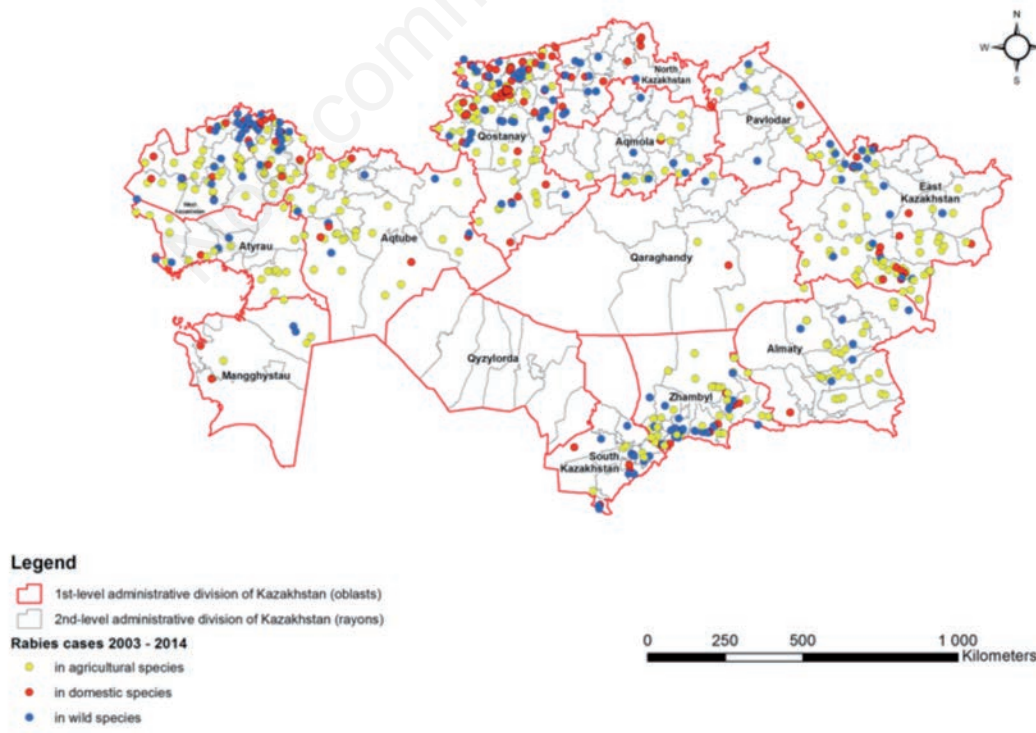 N
W
S
North
Kazakhstan
Pavlodar
Qostanay
Aqmola
East
Kazakhstan
West
Kazakhstan
Atyrau
Aqtube
Qaraghandy
Almaty
Qyzylorda
Mangghystau
Zhambyl
South
Kazakhstan
Legend
1st-level administrative division of Kazakhstan (oblasts)
2nd-level administrative division of Kazakhstan (rayons)
Rabies cases 2003 - 2014
in agricultural species
in domestic species
in wild species
0 250 500 1 000
Kilometers